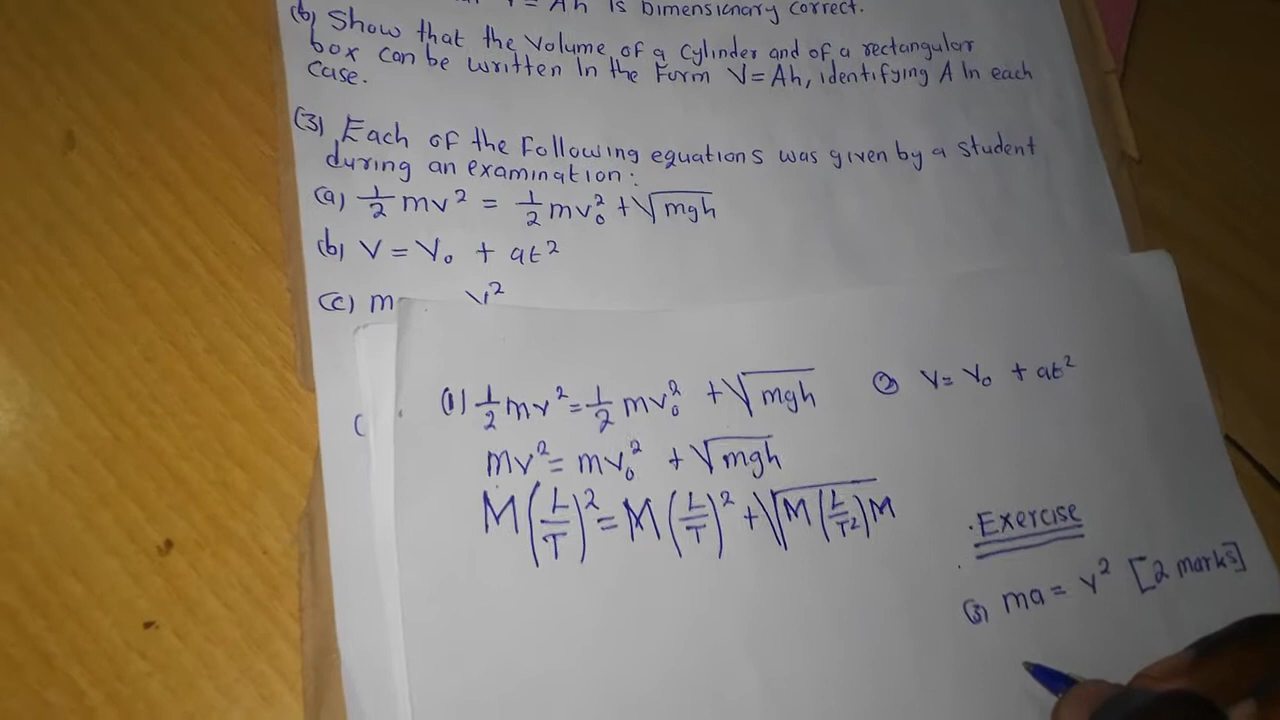 V = Ah is Dimensionary correct.
(b) Show that the volume of a cylinder and of a rectangular
box can be written in the Form V=Ah, identifying A in each
case.
(3) Each of the following equations was given by a student
during an examination:
(a) ½ mv² = ½ mv₀² + √mgh
(b) V = V₀ + at²
(c) m v²
(1) ½ mv² = ½ mv₀² + √mgh
mv² = mv₀² + √mgh
M(L/T)² = M(L/T)² + √M(L/T²)M
② V = V₀ + at²
Exercise
(3) ma = v² [2 marks]